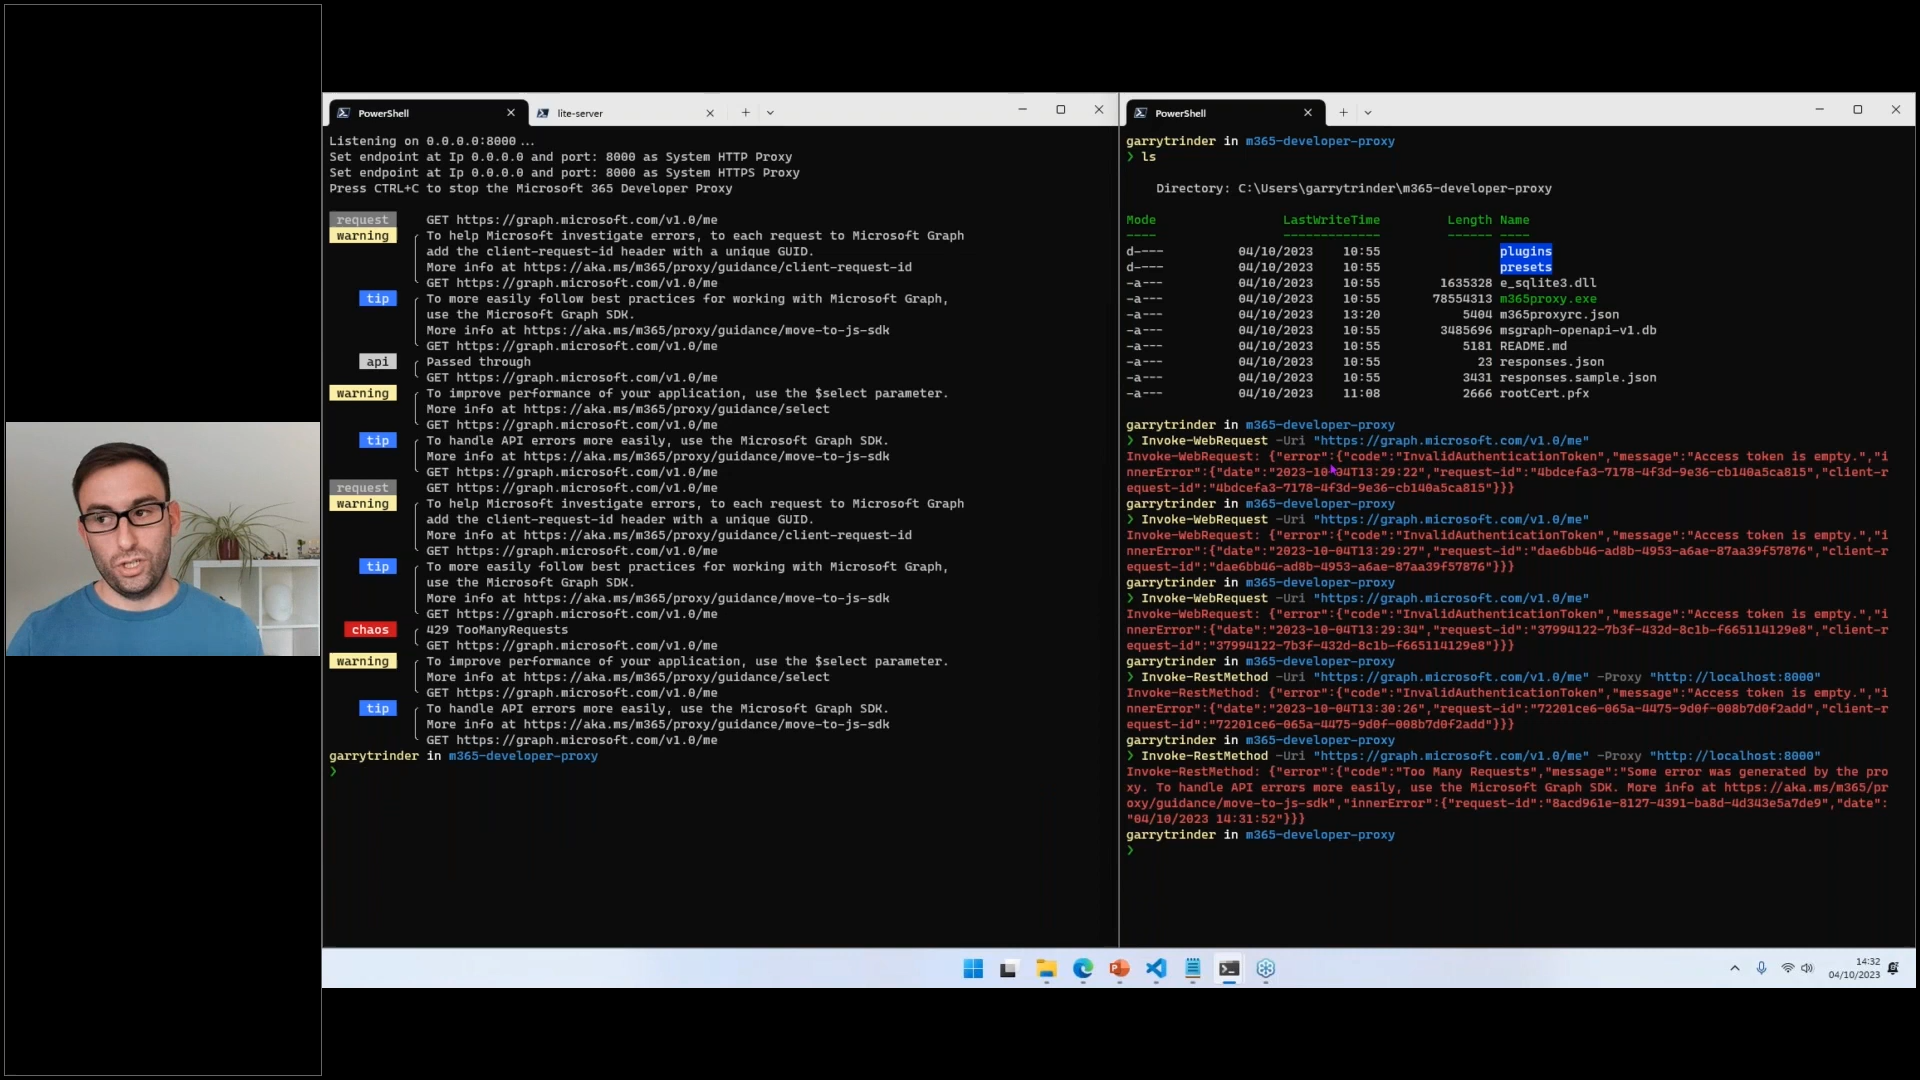 PowerShell
lite-server
Listening on 0.0.0.0:8000 ...
Set endpoint at Ip 0.0.0.0 and port: 8000 as System HTTP Proxy
Set endpoint at Ip 0.0.0.0 and port: 8000 as System HTTPS Proxy
Press CTRL+C to stop the Microsoft 365 Developer Proxy
request GET https://graph.microsoft.com/v1.0/me
warning To help Microsoft investigate errors, to each request to Microsoft Graph
add the client-request-id header with a unique GUID.
More info at https://aka.ms/m365/proxy/guidance/client-request-id
GET https://graph.microsoft.com/v1.0/me
tip To more easily follow best practices for working with Microsoft Graph,
use the Microsoft Graph SDK.
More info at https://aka.ms/m365/proxy/guidance/move-to-js-sdk
GET https://graph.microsoft.com/v1.0/me
api Passed through
GET https://graph.microsoft.com/v1.0/me
warning To improve performance of your application, use the $select parameter.
More info at https://aka.ms/m365/proxy/guidance/select
GET https://graph.microsoft.com/v1.0/me
tip To handle API errors more easily, use the Microsoft Graph SDK.
More info at https://aka.ms/m365/proxy/guidance/move-to-js-sdk
GET https://graph.microsoft.com/v1.0/me
request GET https://graph.microsoft.com/v1.0/me
warning To help Microsoft investigate errors, to each request to Microsoft Graph
add the client-request-id header with a unique GUID.
More info at https://aka.ms/m365/proxy/guidance/client-request-id
GET https://graph.microsoft.com/v1.0/me
tip To more easily follow best practices for working with Microsoft Graph,
use the Microsoft Graph SDK.
More info at https://aka.ms/m365/proxy/guidance/move-to-js-sdk
GET https://graph.microsoft.com/v1.0/me
chaos 429 TooManyRequests
GET https://graph.microsoft.com/v1.0/me
warning To improve performance of your application, use the $select parameter.
More info at https://aka.ms/m365/proxy/guidance/select
GET https://graph.microsoft.com/v1.0/me
tip To handle API errors more easily, use the Microsoft Graph SDK.
More info at https://aka.ms/m365/proxy/guidance/move-to-js-sdk
GET https://graph.microsoft.com/v1.0/me
garrytrinder in m365-developer-proxy
❯
PowerShell
garrytrinder in m365-developer-proxy
❯ ls
Directory: C:\Users\garrytrinder\m365-developer-proxy
Mode LastWriteTime Length Name
---- ------------- ------ ----
d---- 04/10/2023 10:55 plugins
d---- 04/10/2023 10:55 presets
-a--- 04/10/2023 10:55 1635328 e_sqlite3.dll
-a--- 04/10/2023 10:55 78554313 m365proxy.exe
-a--- 04/10/2023 13:20 5404 m365proxyrc.json
-a--- 04/10/2023 10:55 3485696 msgraph-openapi-v1.db
-a--- 04/10/2023 10:55 5181 README.md
-a--- 04/10/2023 10:55 23 responses.json
-a--- 04/10/2023 10:55 3431 responses.sample.json
-a--- 04/10/2023 11:08 2666 rootCert.pfx
garrytrinder in m365-developer-proxy
❯ Invoke-WebRequest -Uri "https://graph.microsoft.com/v1.0/me"
Invoke-WebRequest: {"error":{"code":"InvalidAuthenticationToken","message":"Access token is empty.","i
nnerError":{"date":"2023-10-04T13:29:22","request-id":"4bdcefa3-7178-4f3d-9e36-cb140a5ca815","client-r
equest-id":"4bdcefa3-7178-4f3d-9e36-cb140a5ca815"}}}
garrytrinder in m365-developer-proxy
❯ Invoke-WebRequest -Uri "https://graph.microsoft.com/v1.0/me"
Invoke-WebRequest: {"error":{"code":"InvalidAuthenticationToken","message":"Access token is empty.","i
nnerError":{"date":"2023-10-04T13:29:27","request-id":"dae6bb46-ad8b-4953-a6ae-87aa39f57876","client-r
equest-id":"dae6bb46-ad8b-4953-a6ae-87aa39f57876"}}}
garrytrinder in m365-developer-proxy
❯ Invoke-WebRequest -Uri "https://graph.microsoft.com/v1.0/me"
Invoke-WebRequest: {"error":{"code":"InvalidAuthenticationToken","message":"Access token is empty.","i
nnerError":{"date":"2023-10-04T13:29:34","request-id":"37994122-7b3f-432d-8c1b-f665114129e8","client-r
equest-id":"37994122-7b3f-432d-8c1b-f665114129e8"}}}
garrytrinder in m365-developer-proxy
❯ Invoke-RestMethod -Uri "https://graph.microsoft.com/v1.0/me" -Proxy "http://localhost:8000"
Invoke-RestMethod: {"error":{"code":"InvalidAuthenticationToken","message":"Access token is empty.","i
nnerError":{"date":"2023-10-04T13:30:26","request-id":"72201ce6-065a-4475-9d0f-008b7d0f2add","client-r
equest-id":"72201ce6-065a-4475-9d0f-008b7d0f2add"}}}
garrytrinder in m365-developer-proxy
❯ Invoke-RestMethod -Uri "https://graph.microsoft.com/v1.0/me" -Proxy "http://localhost:8000"
Invoke-RestMethod: {"error":{"code":"Too Many Requests","message":"Some error was generated by the pro
xy. To handle API errors more easily, use the Microsoft Graph SDK. More info at https://aka.ms/m365/pr
oxy/guidance/move-to-js-sdk","innerError":{"request-id":"8acd961e-8127-4391-ba8d-4d343e5a7de9","date":
"04/10/2023 14:31:52"}}}
garrytrinder in m365-developer-proxy
❯
14:32
04/10/2023